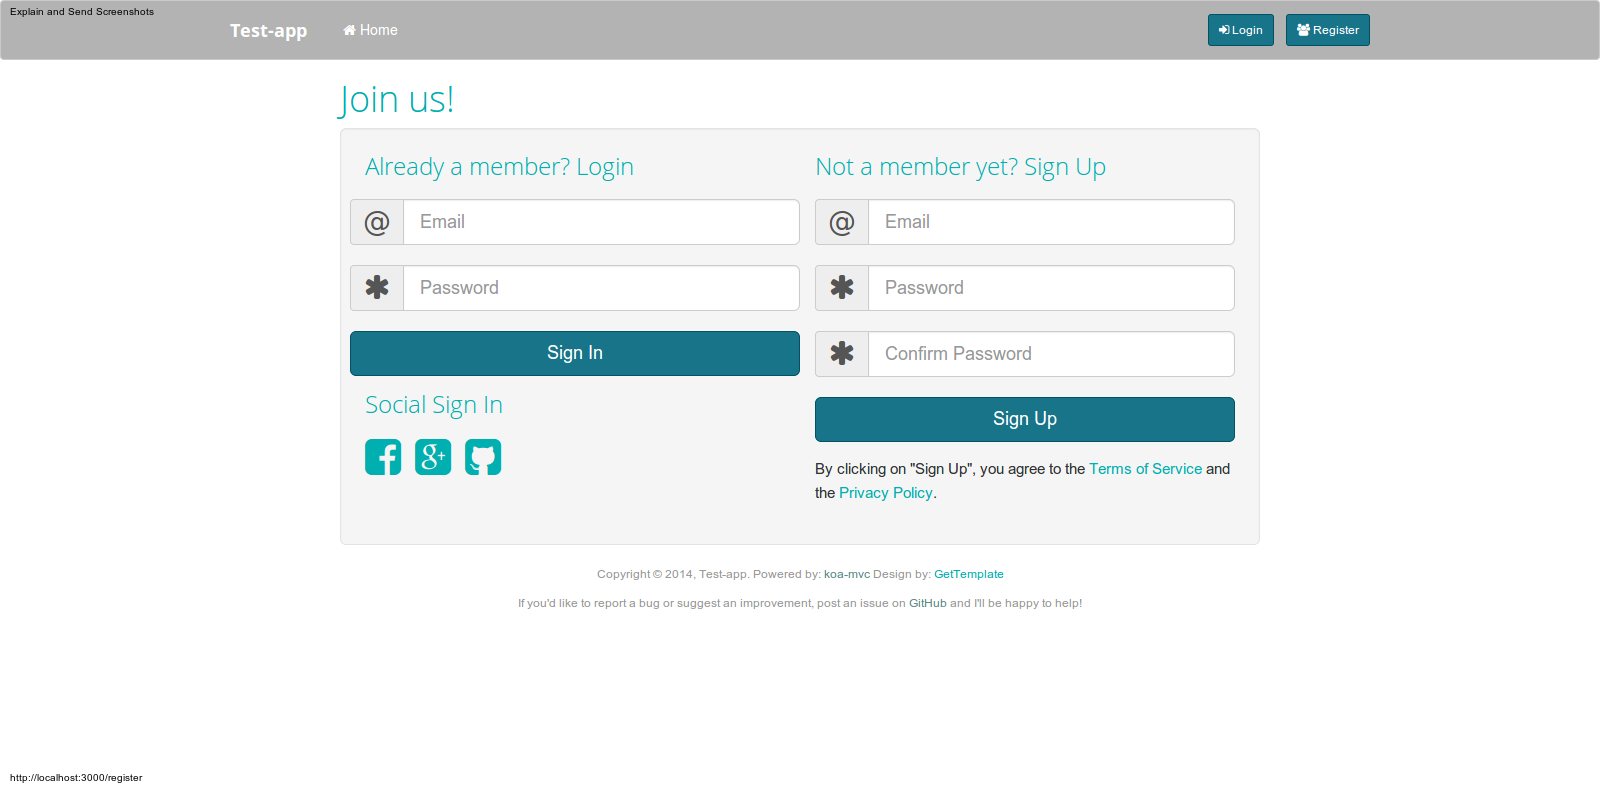 Explain and Send Screenshots
Test-app
Home
Login
Register
Join us!
Already a member? Login
@ Email
Password
Sign In
Social Sign In
Not a member yet? Sign Up
@ Email
Password
Confirm Password
Sign Up
By clicking on "Sign Up", you agree to the Terms of Service and
the Privacy Policy.
Copyright © 2014, Test-app. Powered by: koa-mvc Design by: GetTemplate
If you'd like to report a bug or suggest an improvement, post an issue on GitHub and I'll be happy to help!
http://localhost:3000/register